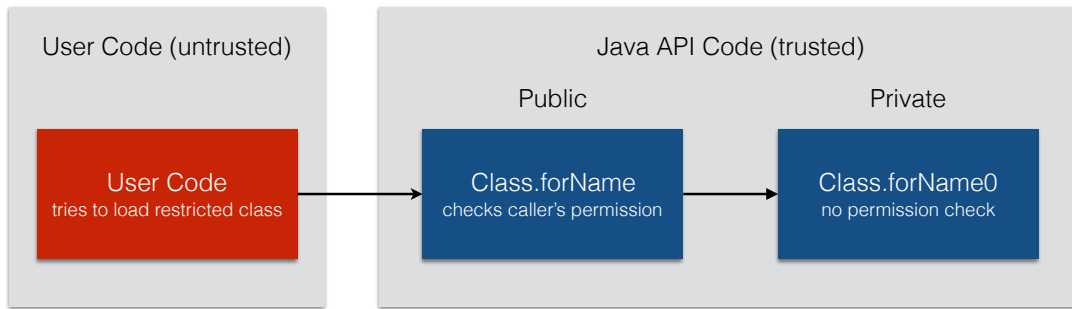 User Code (untrusted)
Java API Code (trusted)
Public
Private
User Code
tries to load restricted class
Class.forName
checks caller's permission
Class.forName0
no permission check